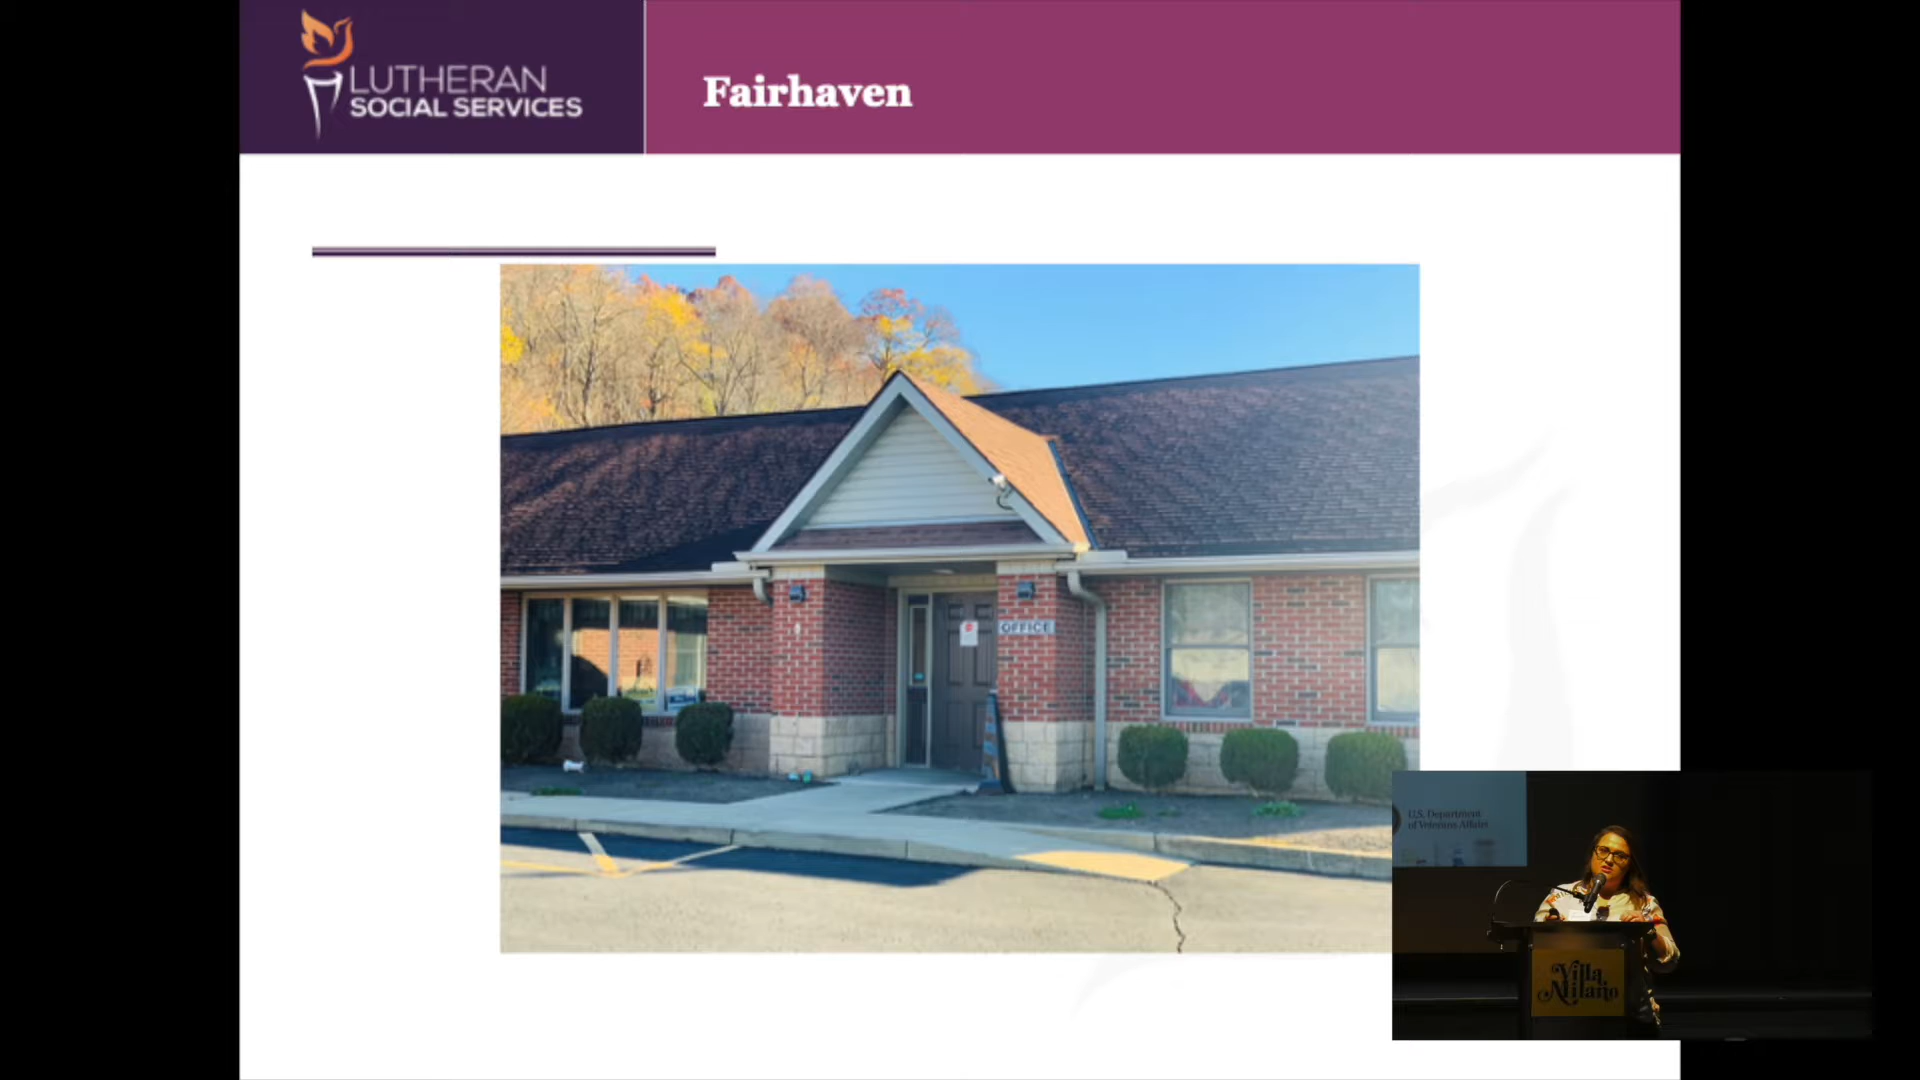 LUTHERAN
SOCIAL SERVICES
Fairhaven
OFFICE
U.S. Department
of Veterans Affairs
Villa
Milano